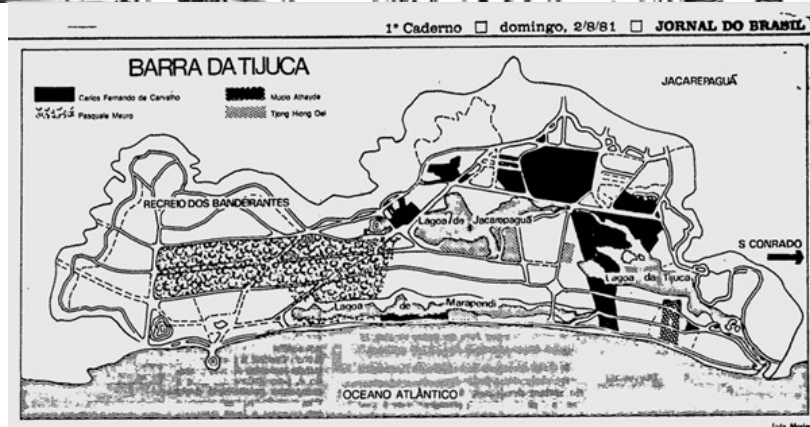 1º Caderno □ domingo, 2/8/81 □ JORNAL DO BRASIL
BARRA DA TIJUCA
JACAREPAGUÁ
Carlos Fernando de Carvalho
Mucio Athayde
Pasquale Mauro
Tjong Hiong Oei
RECREIO DOS BANDEIRANTES
Lagoa de Jacarepaguá
S CONRADO
Lagoa da Tijuca
Lagoa de Marapendi
OCEANO ATLÂNTICO